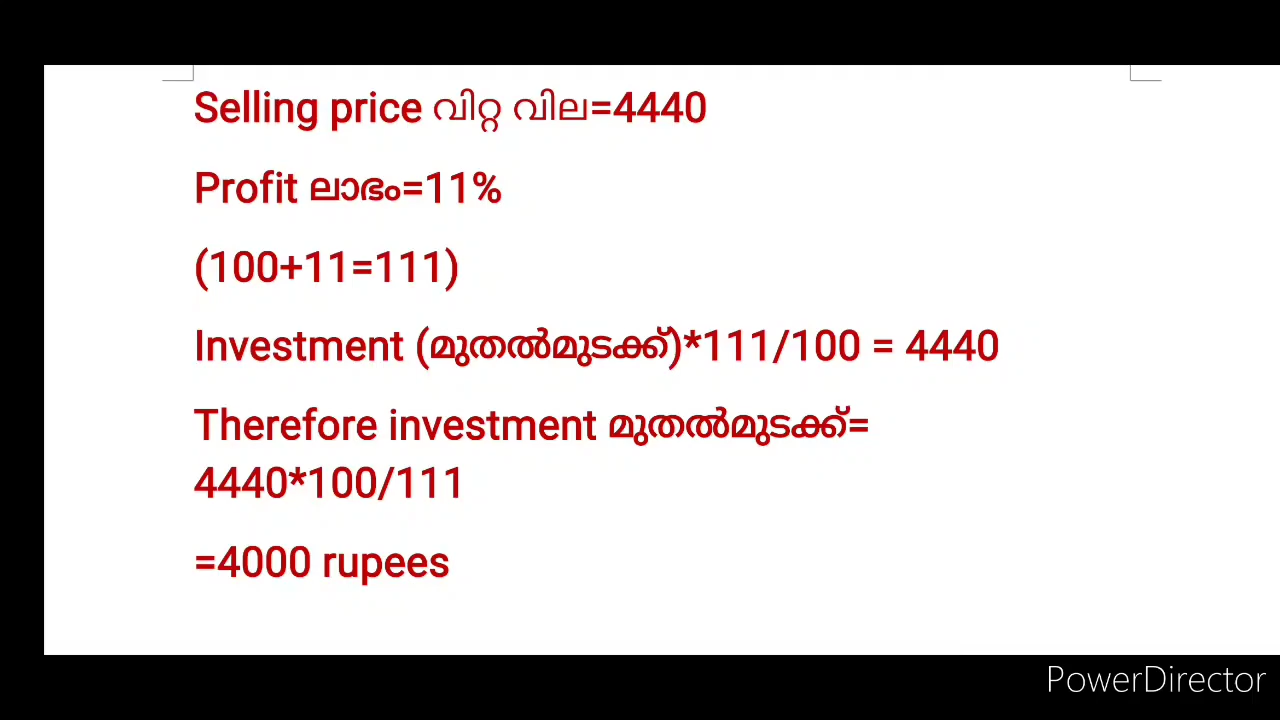 Selling price വിറ്റ വില=4440
Profit ലാഭം=11%
(100+11=111)
Investment (മുതൽമുടക്ക്)*111/100 = 4440
Therefore investment മുതൽമുടക്ക്=
4440*100/111
=4000 rupees
PowerDirector